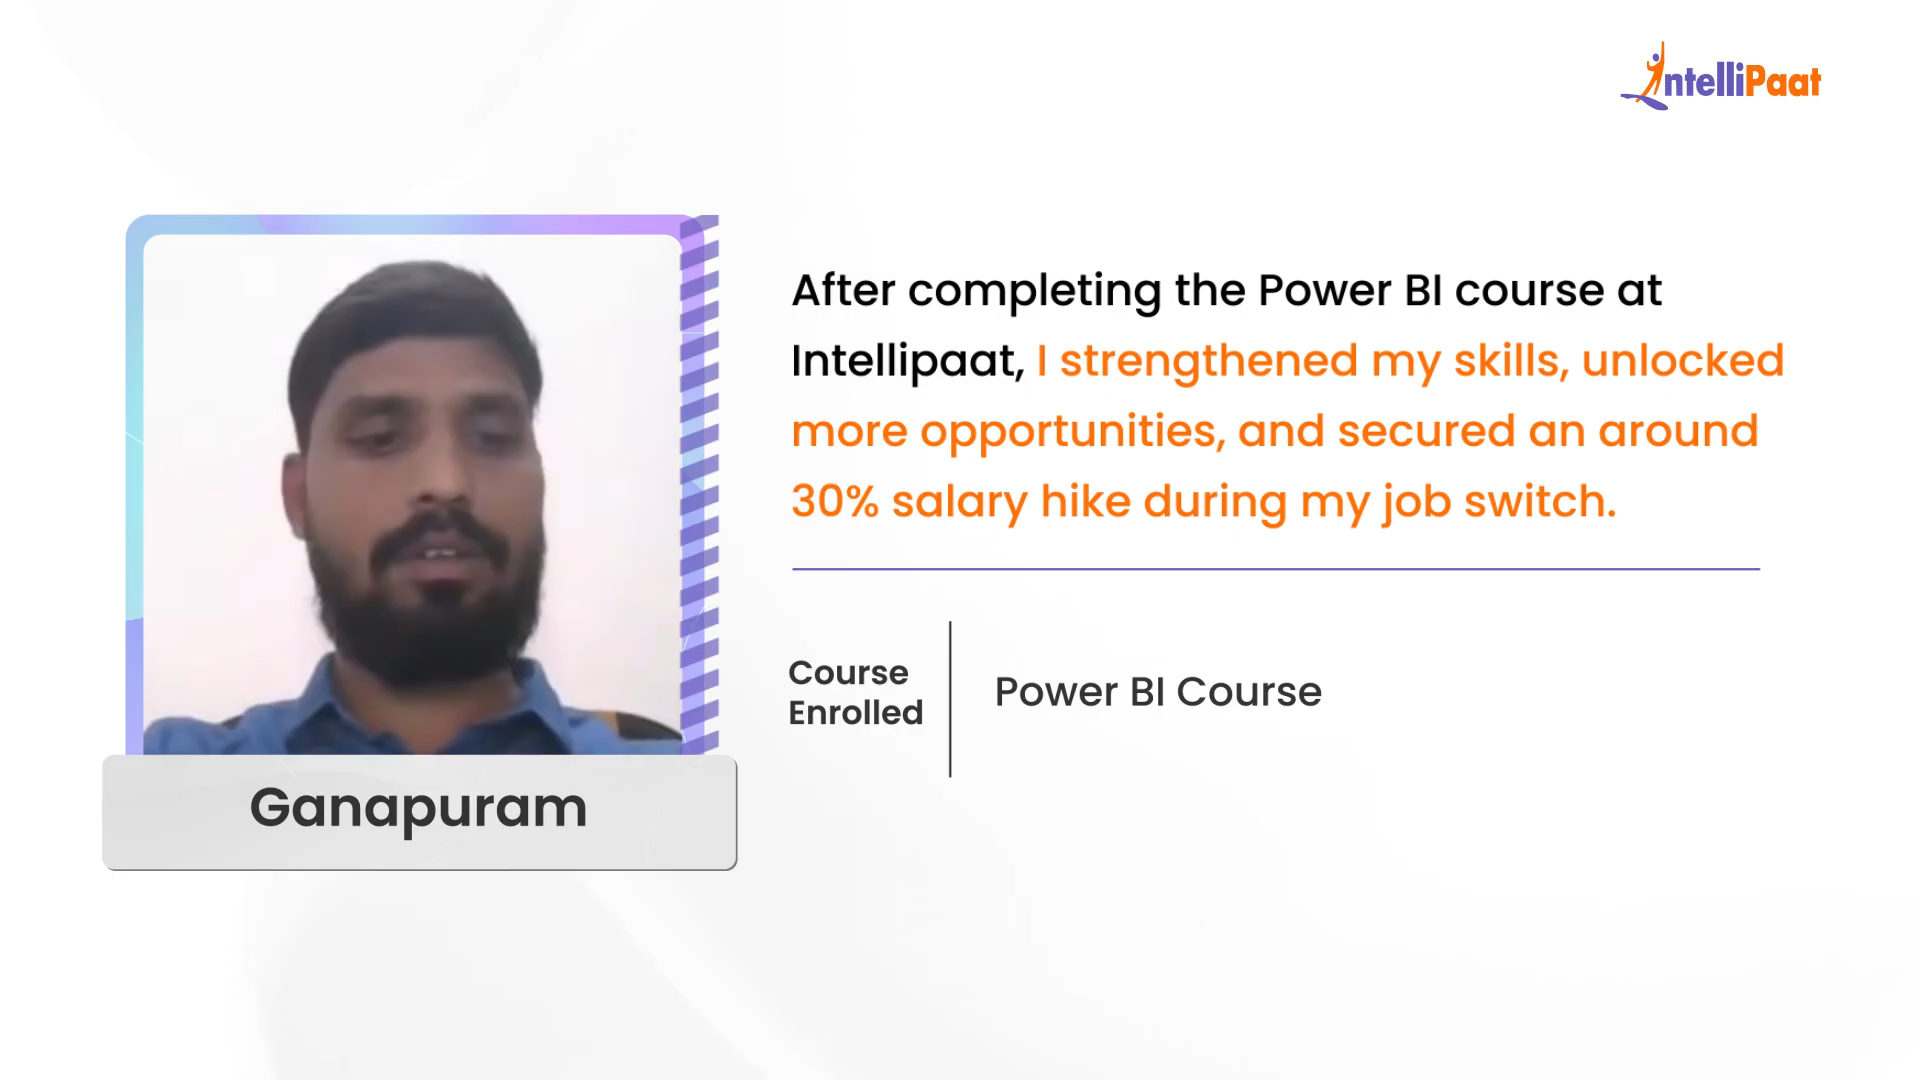 IntelliPaat
After completing the Power BI course at
Intellipaat, I strengthened my skills, unlocked
more opportunities, and secured an around
30% salary hike during my job switch.
Course
Enrolled
Power BI Course
Ganapuram